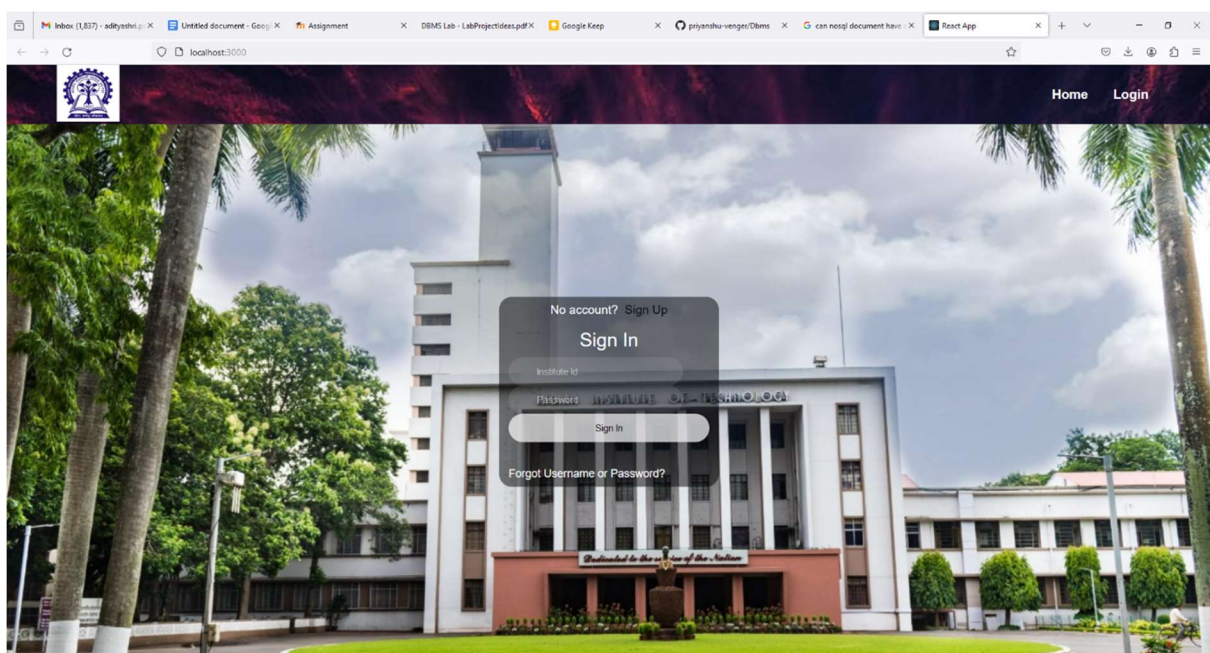 Inbox (1,837) - adityashri.p
Untitled document - Goog
Assignment
DBMS Lab - LabProjectIdeas.pdf
Google Keep
priyanshu-venger/Dbms
can nosql document have
React App
localhost:3000
Home Login
No account? Sign Up
Sign In
Institute Id
Password
INSTITUTE OF TECHNOLOGY
Sign In
Forgot Username or Password?
Dedicated to the service of the Nation